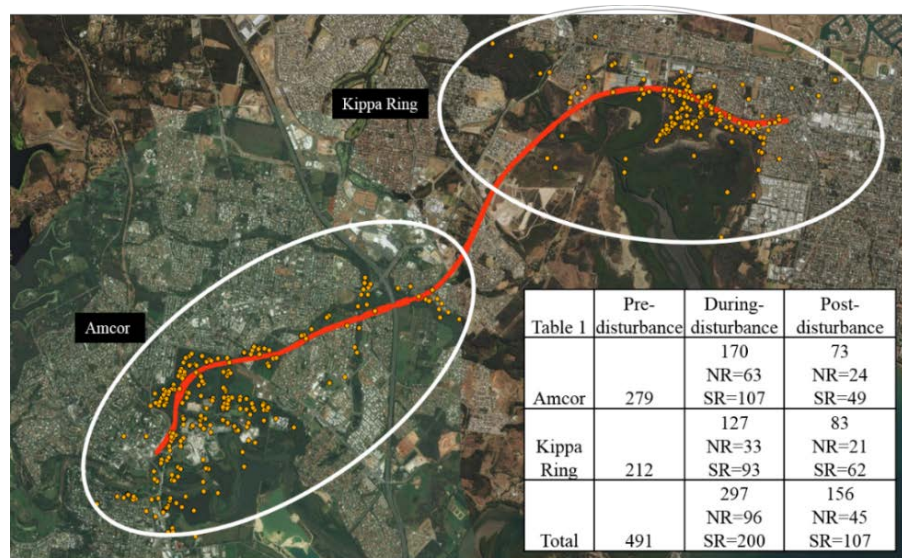 Kippa Ring
Amcor
Table 1
Pre-
disturbance
During-
disturbance
Post-
disturbance
Amcor
279
170
NR=63
SR=107
73
NR=24
SR=49
Kippa
Ring
212
127
NR=33
SR=93
83
NR=21
SR=62
Total
491
297
NR=96
SR=200
156
NR=45
SR=107